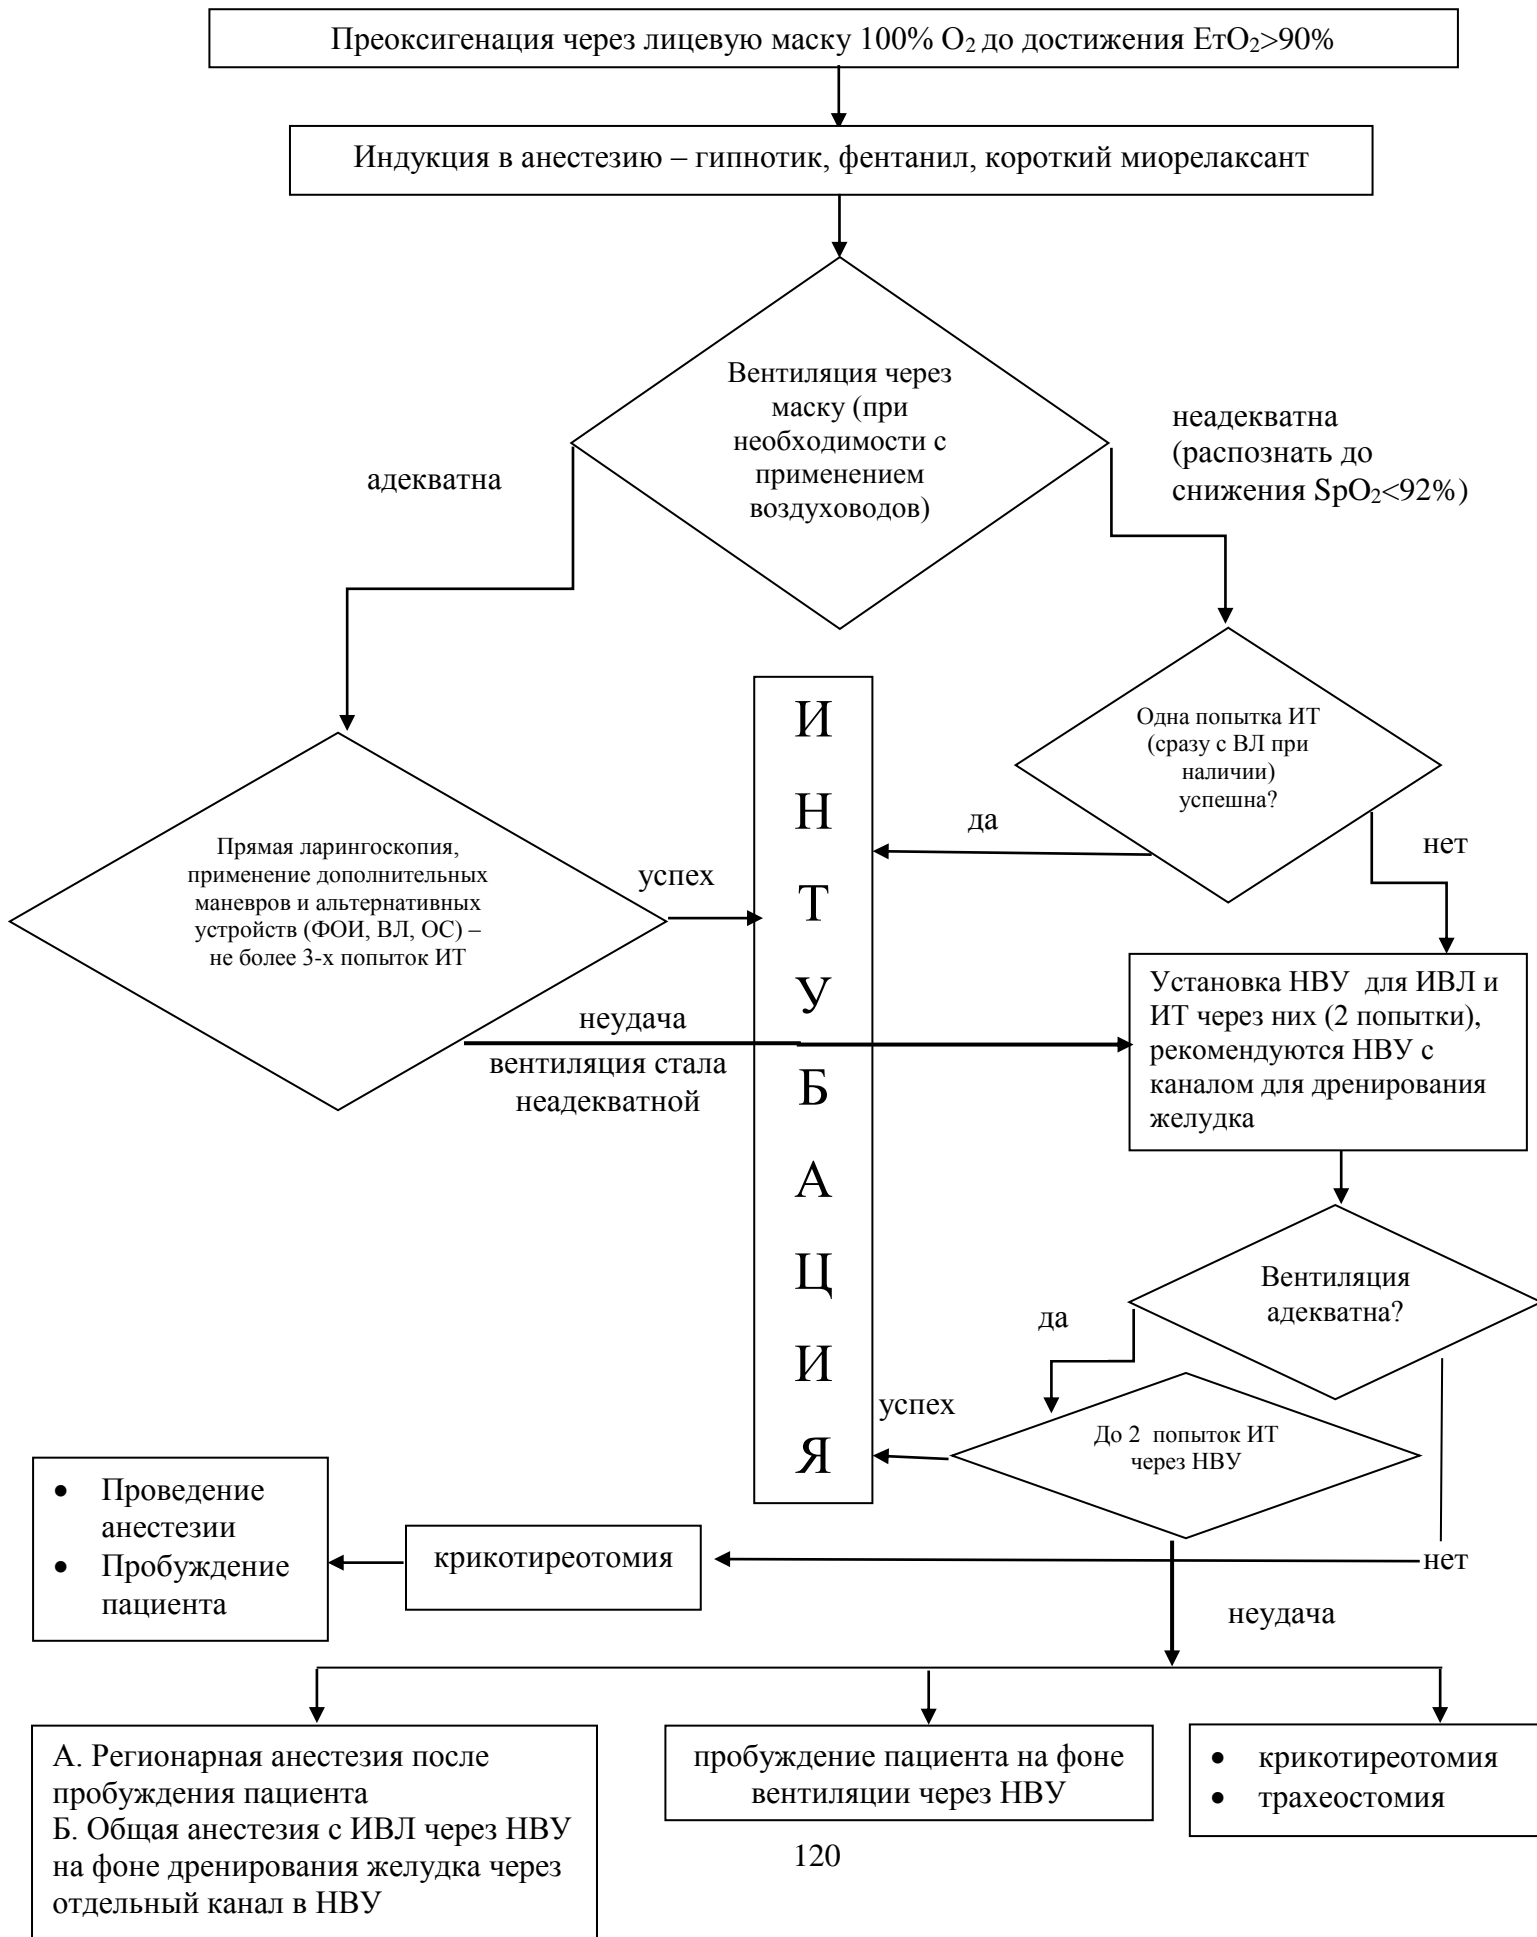 Преоксигенация через лицевую маску 100% O₂ до достижения EтO₂>90%
Индукция в анестезию – гипнотик, фентанил, короткий миорелаксант
Вентиляция через
маску (при
необходимости с
применением
воздуховодов)
адекватна
неадекватна
(распознать до
снижения SpO₂<92%)
Одна попытка ИТ
(сразу с ВЛ при
наличии)
успешна?
да
нет
Прямая ларингоскопия,
применение дополнительных
маневров и альтернативных
устройств (ФОИ, ВЛ, ОС) –
не более 3-х попыток ИТ
успех
неудача
вентиляция стала
неадекватной
И
Н
Т
У
Б
А
Ц
И
Я
Установка НВУ для ИВЛ и
ИТ через них (2 попытки),
рекомендуются НВУ с
каналом для дренирования
желудка
Вентиляция
адекватна?
да
До 2 попыток ИТ
через НВУ
успех
нет
неудача
крикотиреотомия
• Проведение
анестезии
• Пробуждение
пациента
А. Регионарная анестезия после
пробуждения пациента
Б. Общая анестезия с ИВЛ через НВУ
на фоне дренирования желудка через
отдельный канал в НВУ
пробуждение пациента на фоне
вентиляции через НВУ
• крикотиреотомия
• трахеостомия
120